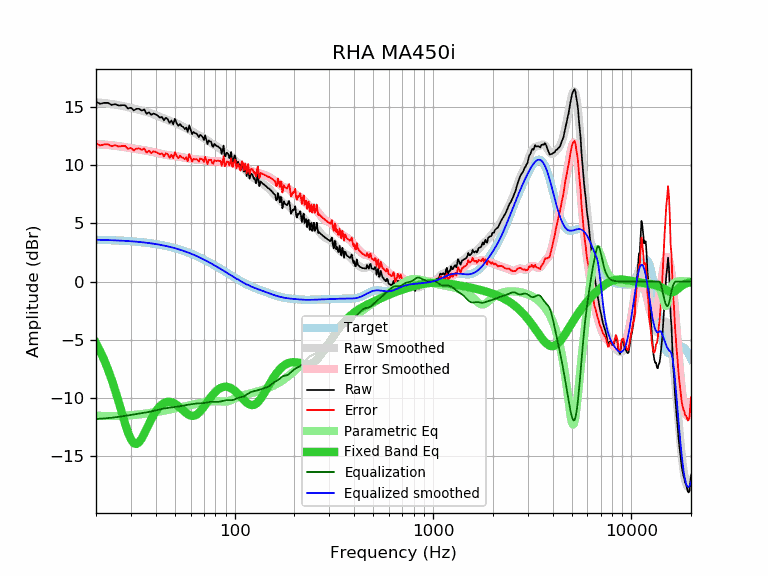 RHA MA450i
Amplitude (dBr)
15
10
5
0
−5
−10
−15
Target
Raw Smoothed
Error Smoothed
Raw
Error
Parametric Eq
Fixed Band Eq
Equalization
Equalized smoothed
100
1000
10000
Frequency (Hz)